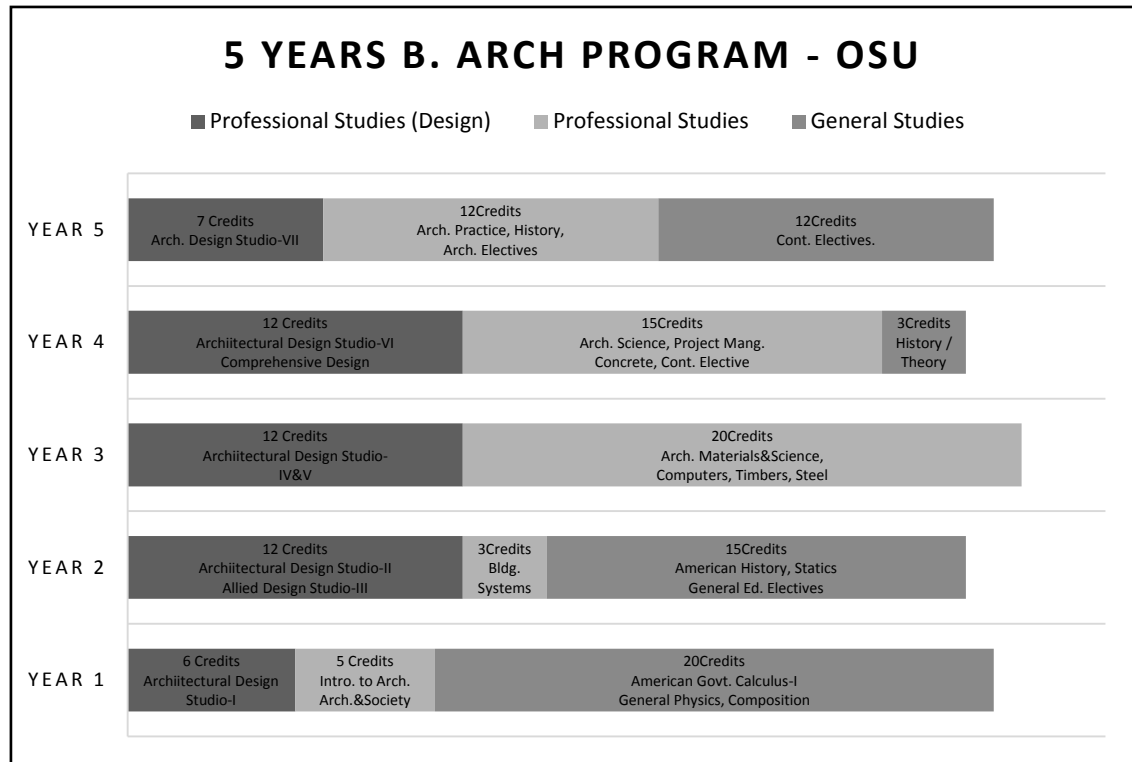 5 YEARS B. ARCH PROGRAM - OSU
Professional Studies (Design) Professional Studies General Studies
YEAR 5
7 Credits
Arch. Design Studio-VII
12Credits
Arch. Practice, History,
Arch. Electives
12Credits
Cont. Electives.
YEAR 4
12 Credits
Archiitectural Design Studio-VI
Comprehensive Design
15Credits
Arch. Science, Project Mang.
Concrete, Cont. Elective
3Credits
History /
Theory
YEAR 3
12 Credits
Archiitectural Design Studio-
IV&V
20Credits
Arch. Materials&Science,
Computers, Timbers, Steel
YEAR 2
12 Credits
Archiitectural Design Studio-II
Allied Design Studio-III
3Credits
Bldg.
Systems
15Credits
American History, Statics
General Ed. Electives
YEAR 1
6 Credits
Archiitectural Design
Studio-I
5 Credits
Intro. to Arch.
Arch.&Society
20Credits
American Govt. Calculus-I
General Physics, Composition